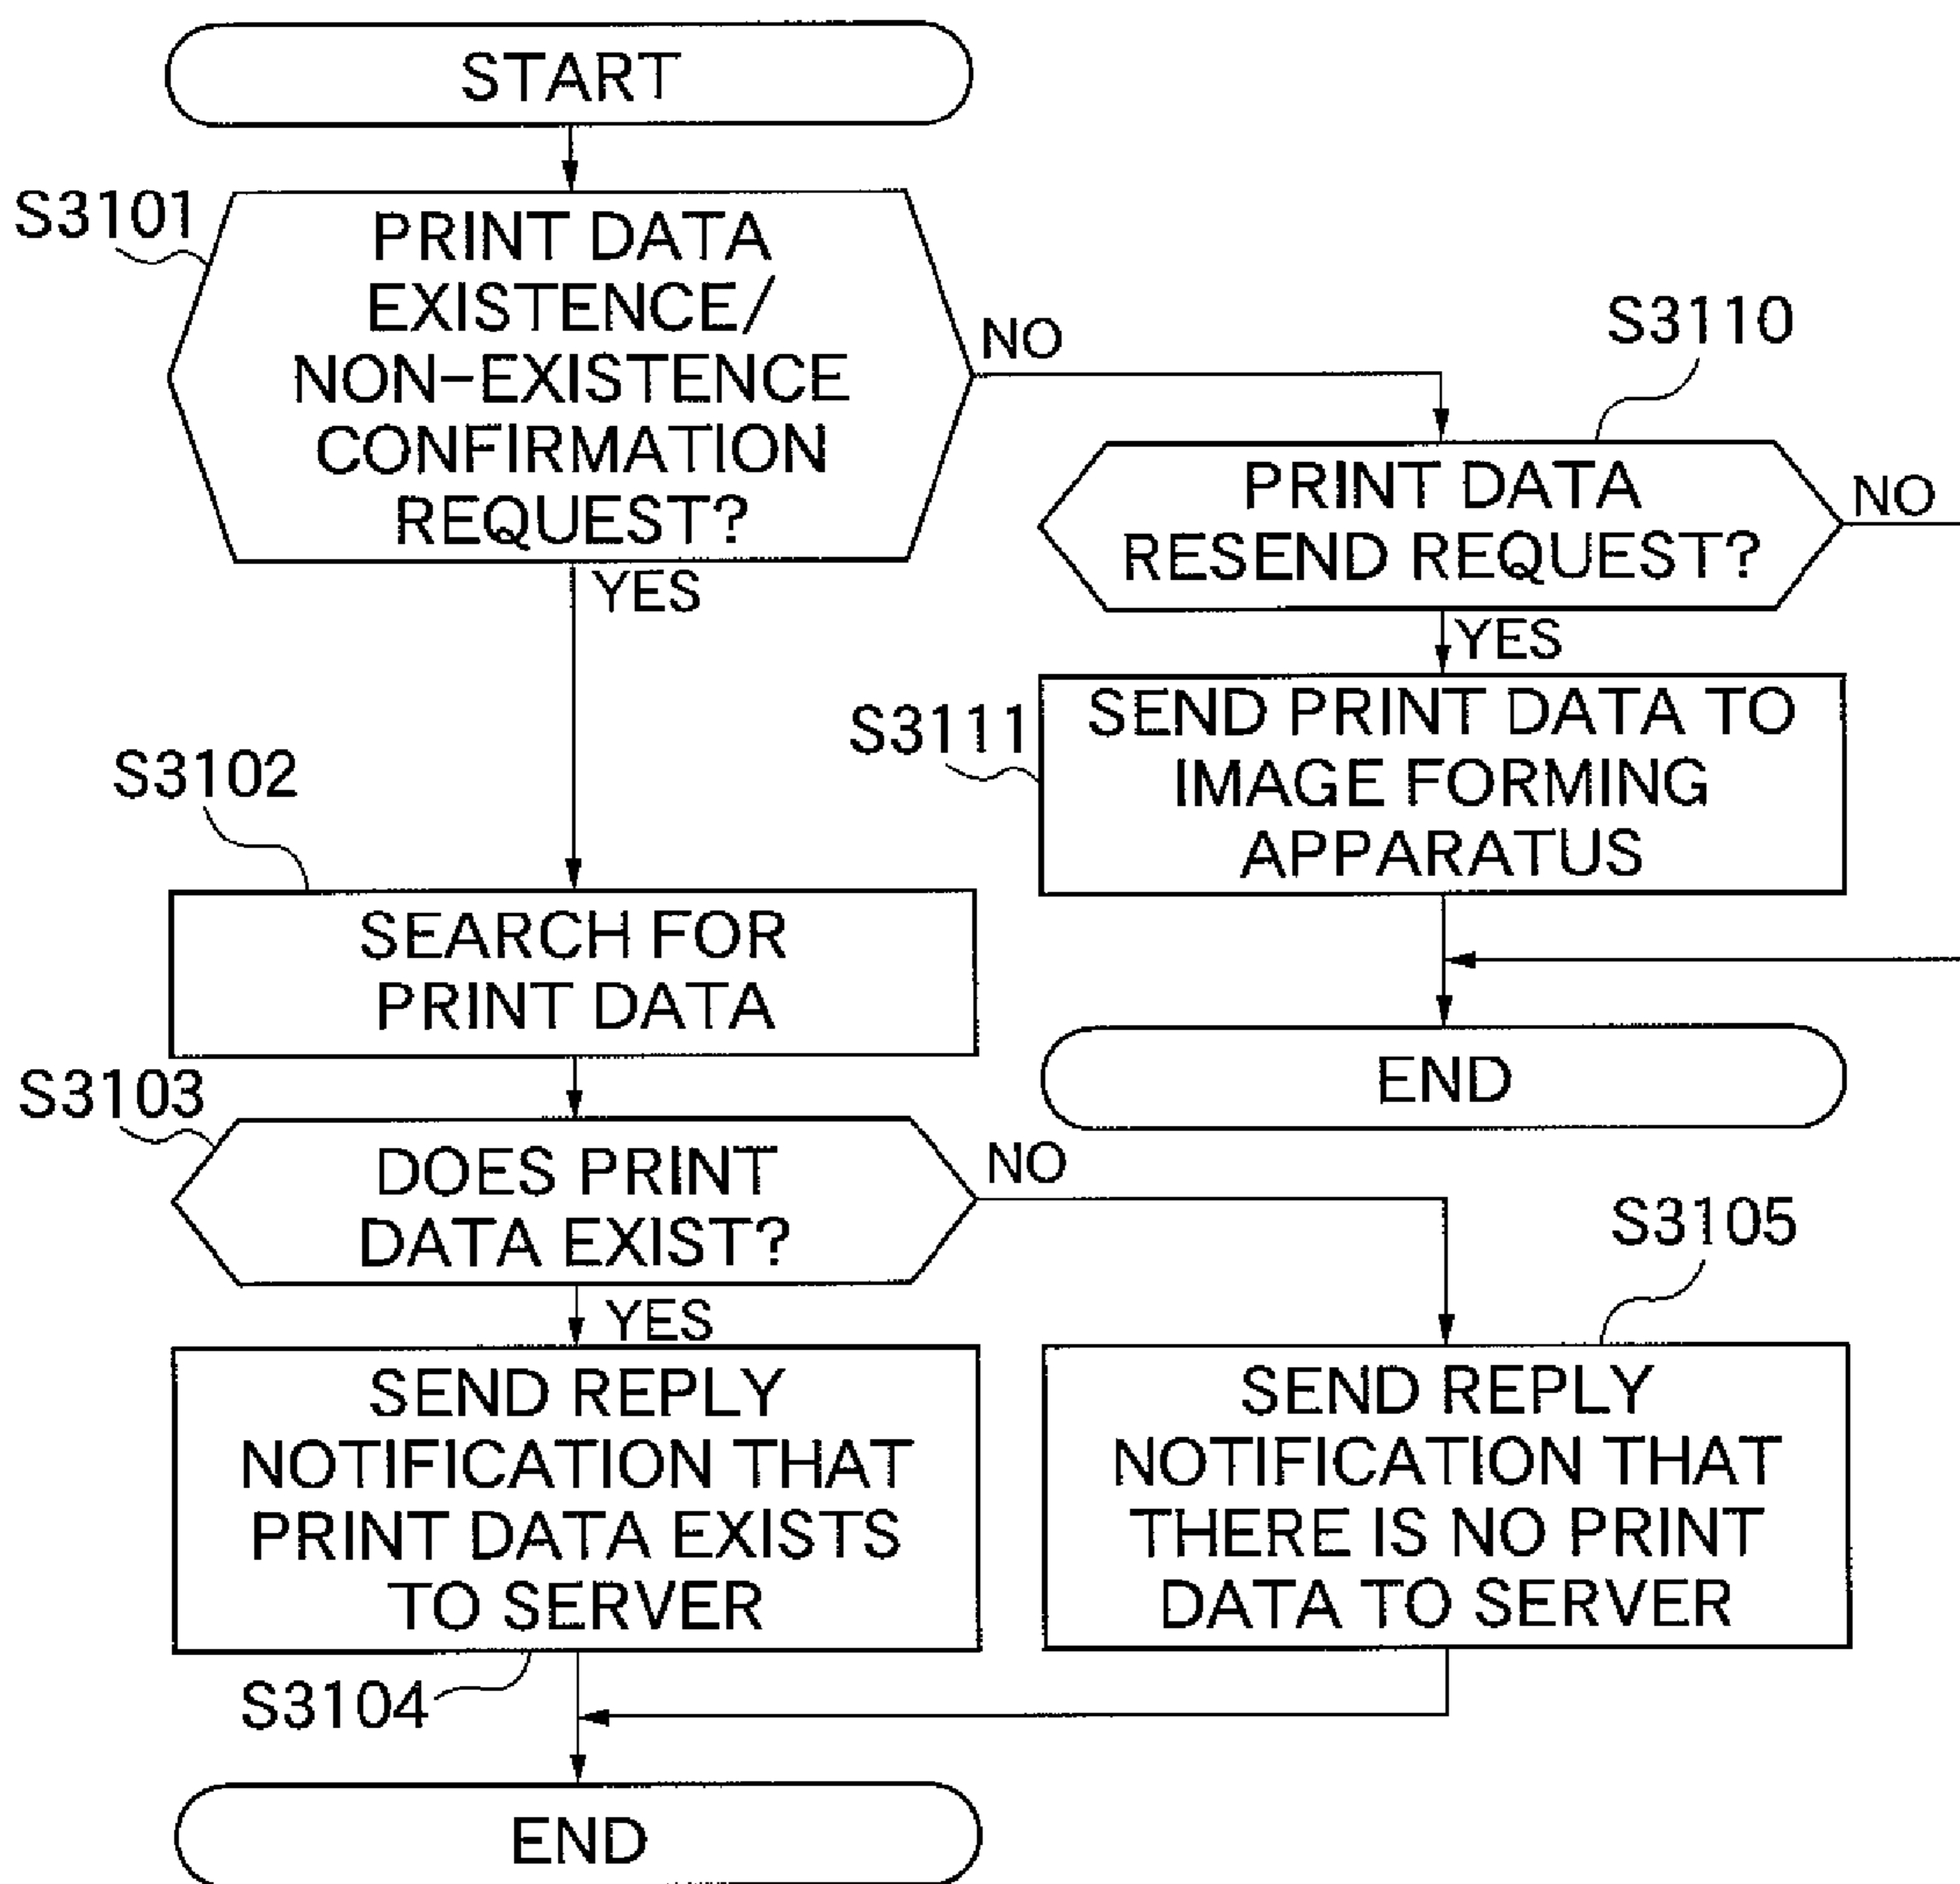 START
S3101
PRINT DATA
EXISTENCE/
NON-EXISTENCE
CONFIRMATION
REQUEST?
NO
YES
S3110
PRINT DATA
RESEND REQUEST?
NO
YES
S3111
SEND PRINT DATA TO
IMAGE FORMING
APPARATUS
END
S3102
SEARCH FOR
PRINT DATA
S3103
DOES PRINT
DATA EXIST?
NO
YES
S3105
SEND REPLY
NOTIFICATION THAT
PRINT DATA EXISTS
TO SERVER
S3104
SEND REPLY
NOTIFICATION THAT
THERE IS NO PRINT
DATA TO SERVER
END